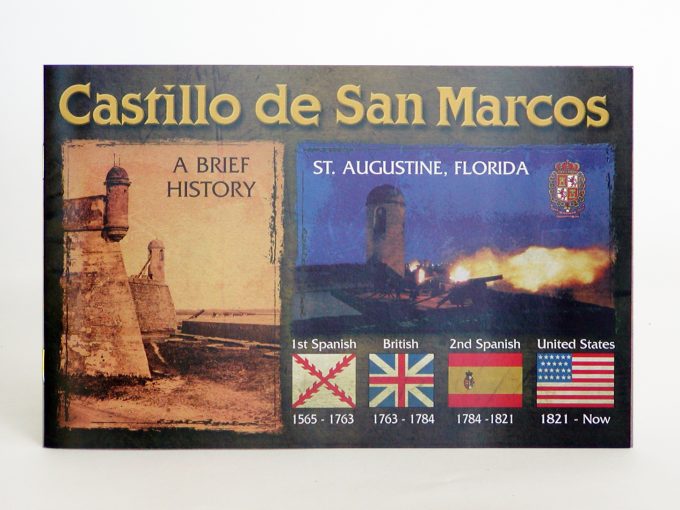 Castillo de San Marcos
A BRIEF
HISTORY
ST. AUGUSTINE, FLORIDA
1st Spanish
1565 - 1763
British
1763 - 1784
2nd Spanish
1784 -1821
United States
1821 - Now